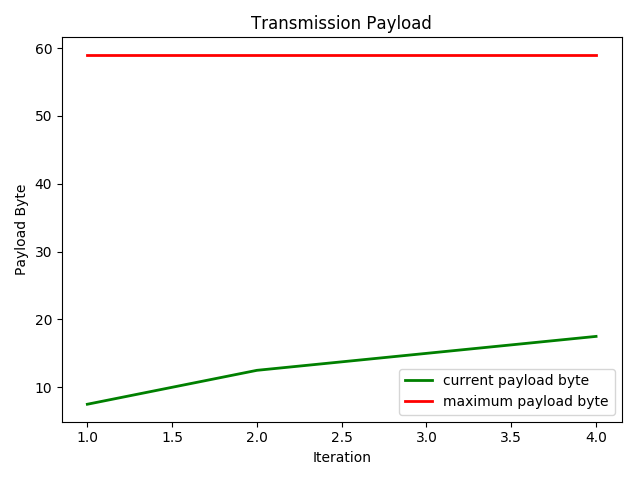 Transmission Payload
60
50
40
30
20
10
Payload Byte
current payload byte
maximum payload byte
1.0 1.5 2.0 2.5 3.0 3.5 4.0
Iteration